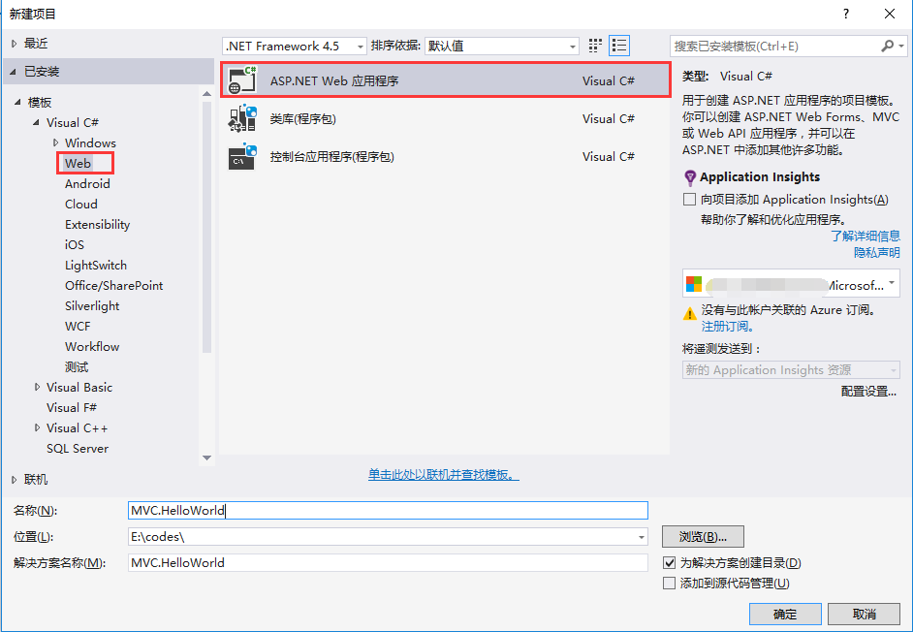 新建项目
?
最近
.NET Framework 4.5
排序依据:
默认值
搜索已安装模板(Ctrl+E)
已安装
模板
Visual C#
Windows
Web
Android
Cloud
Extensibility
iOS
LightSwitch
Office/SharePoint
Silverlight
WCF
Workflow
测试
Visual Basic
Visual F#
Visual C++
SQL Server
联机
C#
ASP.NET Web 应用程序
Visual C#
类库(程序包)
Visual C#
C:\
控制台应用程序(程序包)
Visual C#
单击此处以联机并查找模板。
类型: Visual C#
用于创建 ASP.NET 应用程序的项目模板。
你可以创建 ASP.NET Web Forms、MVC
或 Web API 应用程序，并可以在
ASP.NET 中添加其他许多功能。
Application Insights
向项目添加 Application Insights(A)
帮助你了解和优化应用程序。
了解详细信息
隐私声明
Microsof...
没有与此帐户关联的 Azure 订阅。
注册订阅。
将遥测发送到：
新的 Application Insights 资源
配置设置...
名称(N):
MVC.HelloWorld
位置(L):
E:\codes\
浏览(B)...
解决方案名称(M):
MVC.HelloWorld
为解决方案创建目录(D)
添加到源代码管理(U)
确定
取消